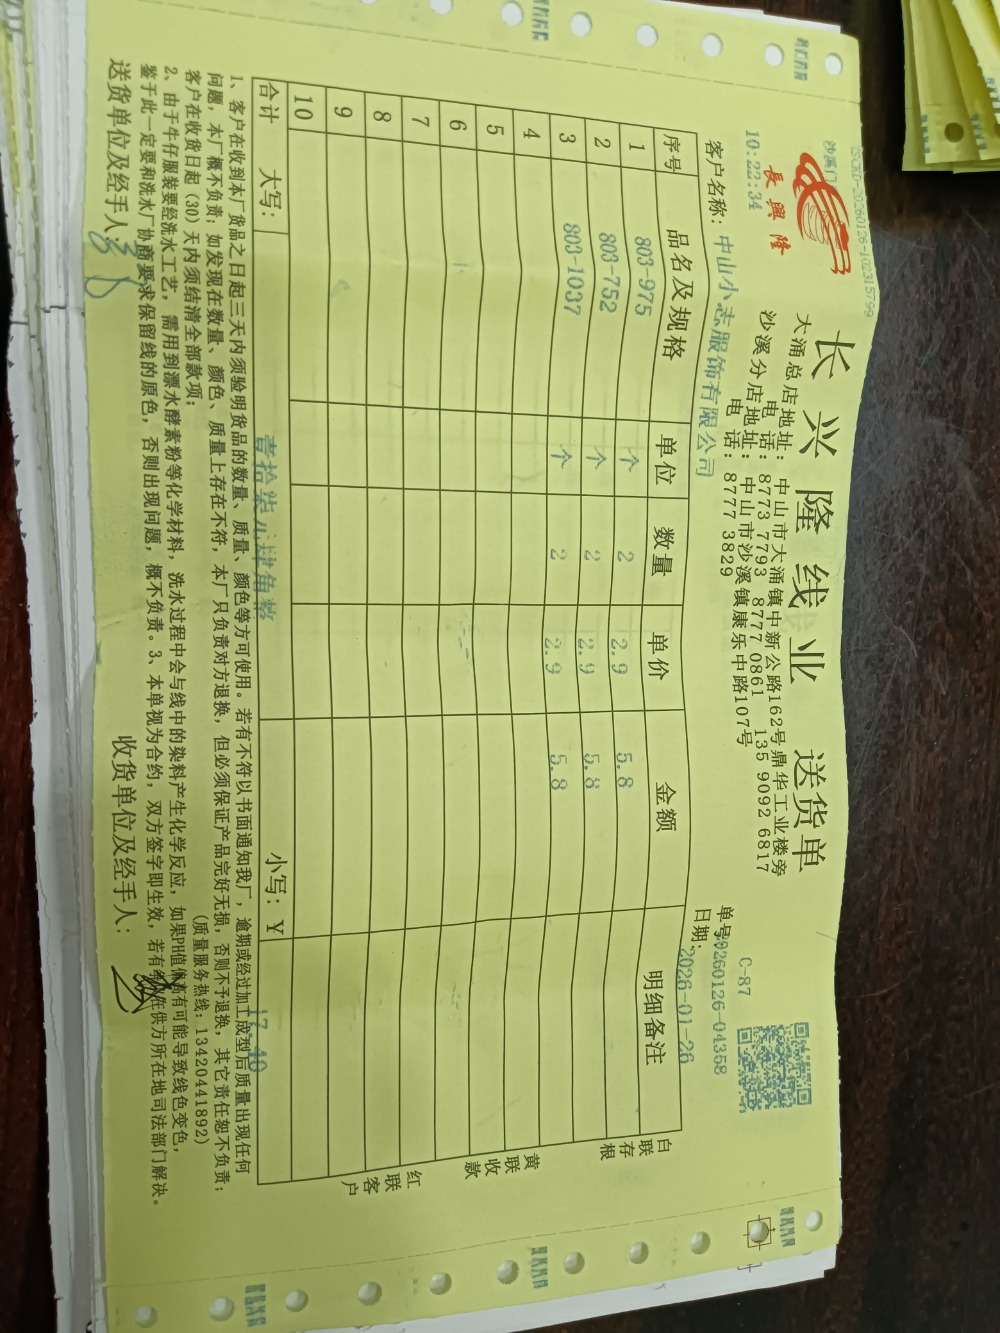 XSCKD-20260126-102315799
沙溪门
10:22:34
長興隆
长兴隆线业 送货单
大涌总店地址：中山市大涌镇中新公路162号鼎华工业楼旁
电 话：8773 7793 8777 0861 135 9092 6817
沙溪分店地址：中山市沙溪镇康乐中路107号
电 话：8777 3829
C-87
单号：20260126-04358
日期：2026-01-26
客户名称：中山小志服饰有限公司
序号 品名及规格 单位 数量 单价 金额 明细备注
1 803-975 个 2 2.9 5.8
2 803-752 个 2 2.9 5.8
3 803-1037 个 2 2.9 5.8
4
5
6
7
8
9
10
合计 大写：壹拾柒元肆角整 小写：¥ 17.40
白联存根
黄联收款
红联客户
1、客户在收到本厂货品之日起三天内须验明货品的数量、质量、颜色等方可使用。若有不符以书面通知我厂，逾期或经过加工成型后质量出现任何
问题，本厂概不负责；如发现在数量、颜色、质量上存在不符，本厂只负责对方退换，但必须保证产品完好无损，否则不予退换，其它责任恕不负责；
客户在收货日起（30）天内须结清全部款项； （质量服务热线：13420441892）
2、由于牛仔服装要经洗水工艺，需用到漂水酵素粉等化学材料，洗水过程中会与线中的染料产生化学反应，如果PH值偏高有可能导致线色变色，
鉴于此一定要和洗水厂协商要求保留线的原色，否则出现问题，概不负责。3、本单视为合约，双方签字即生效，若有 在供方所在地司法部门解决。
送货单位及经手人： 收货单位及经手人：